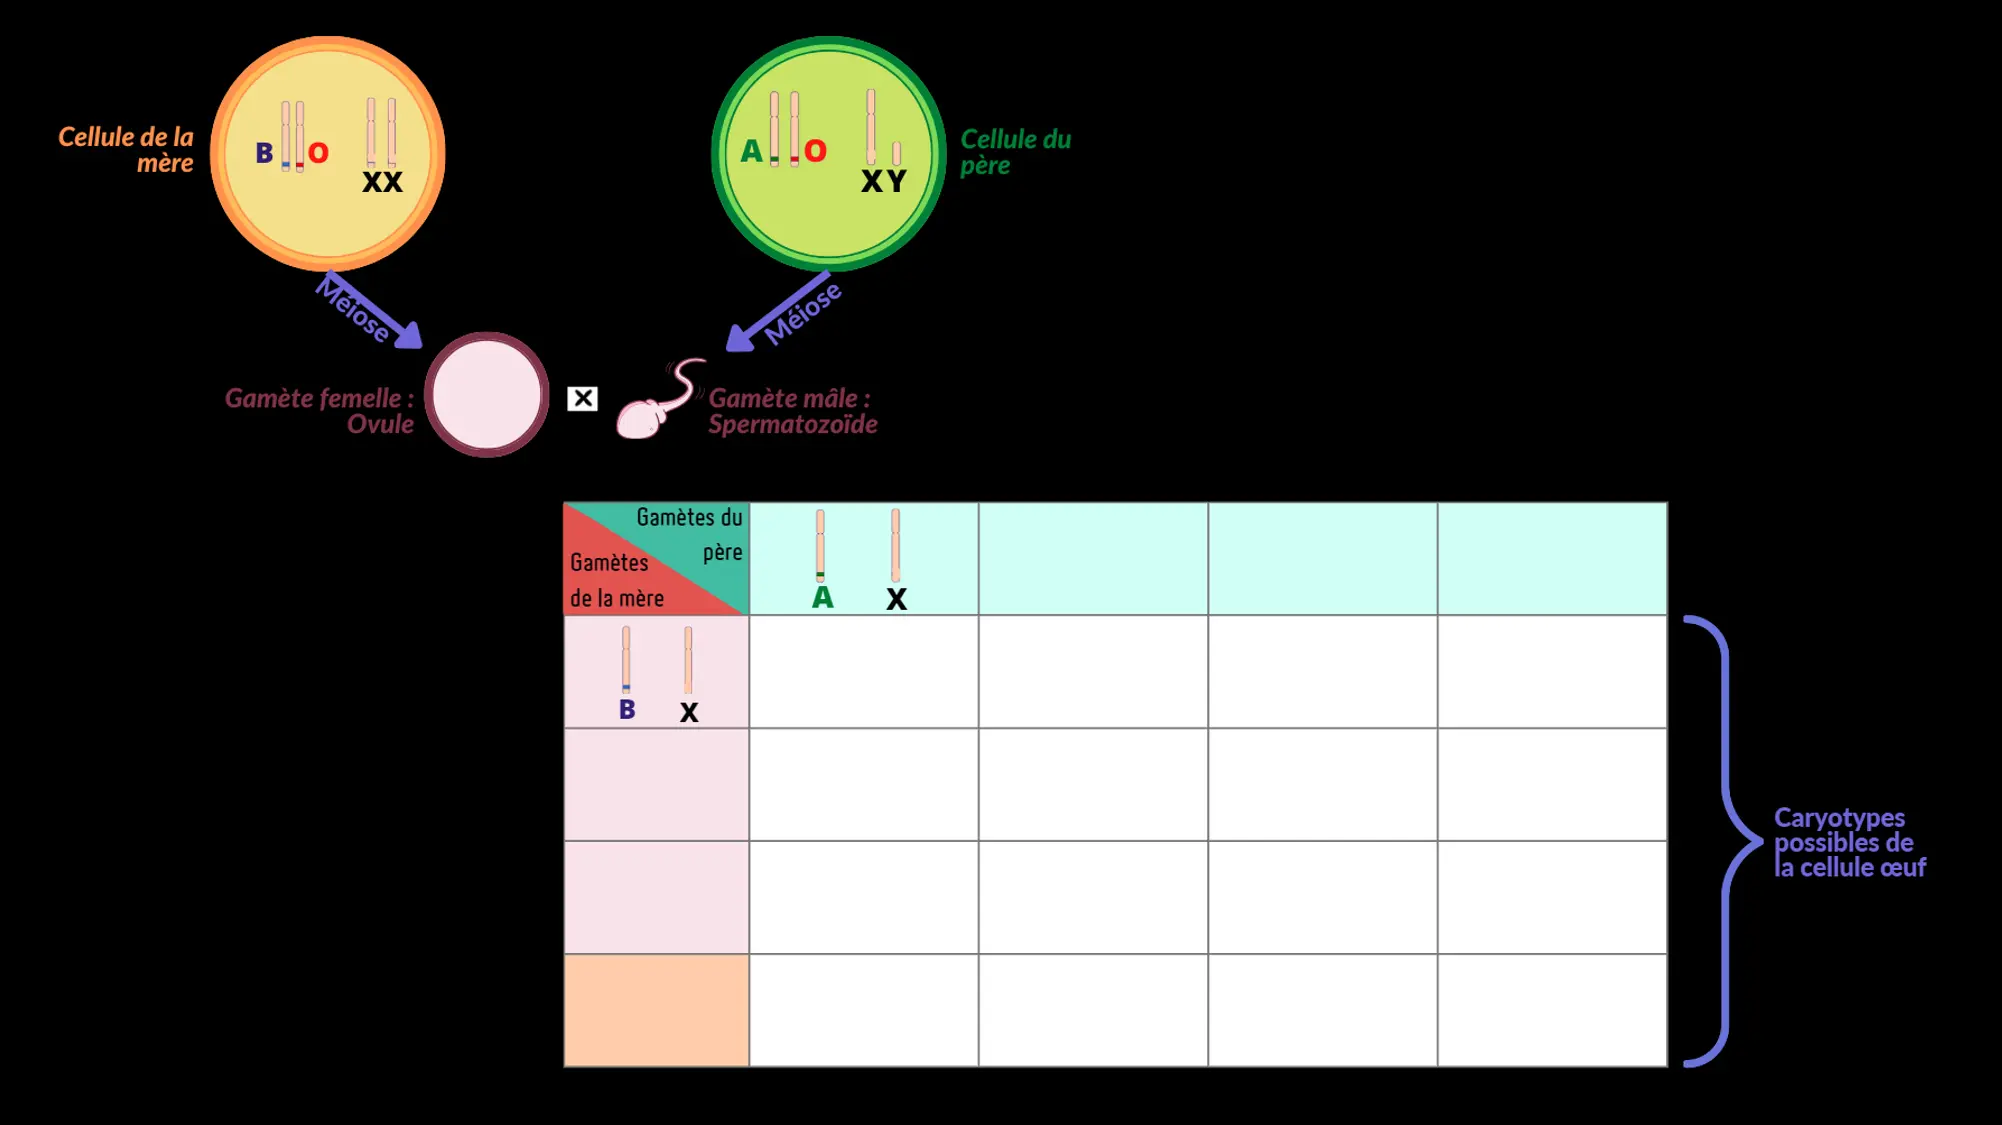 Cellule de la
mère
B O
XX
A O
X Y
Cellule du
père
Méiose
Méiose
Gamète femelle :
Ovule
X
Gamète mâle :
Spermatozoïde
Gamètes du
père
Gamètes
de la mère
A X
B X
Caryotypes
possibles de
la cellule œuf